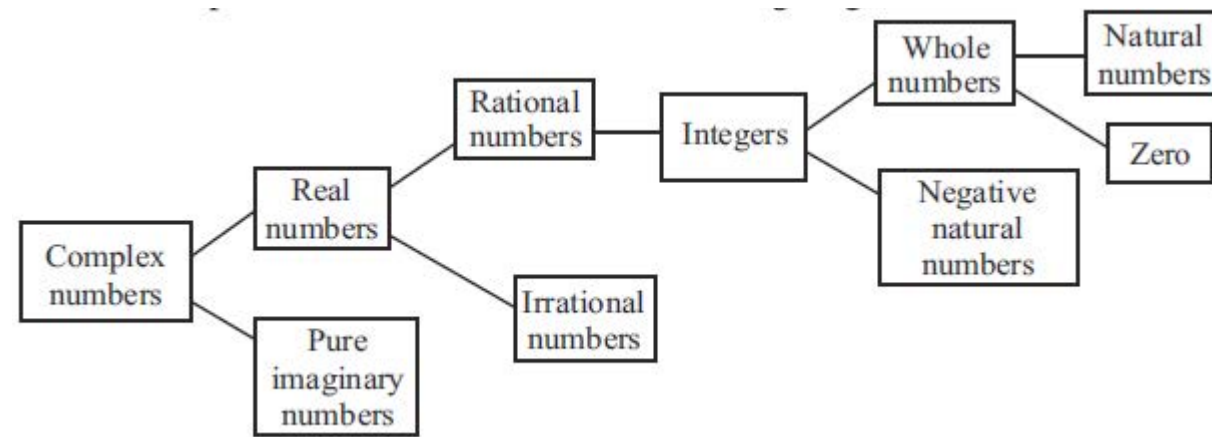 Complex
numbers
Real
numbers
Pure
imaginary
numbers
Rational
numbers
Irrational
numbers
Integers
Whole
numbers
Negative
natural
numbers
Natural
numbers
Zero